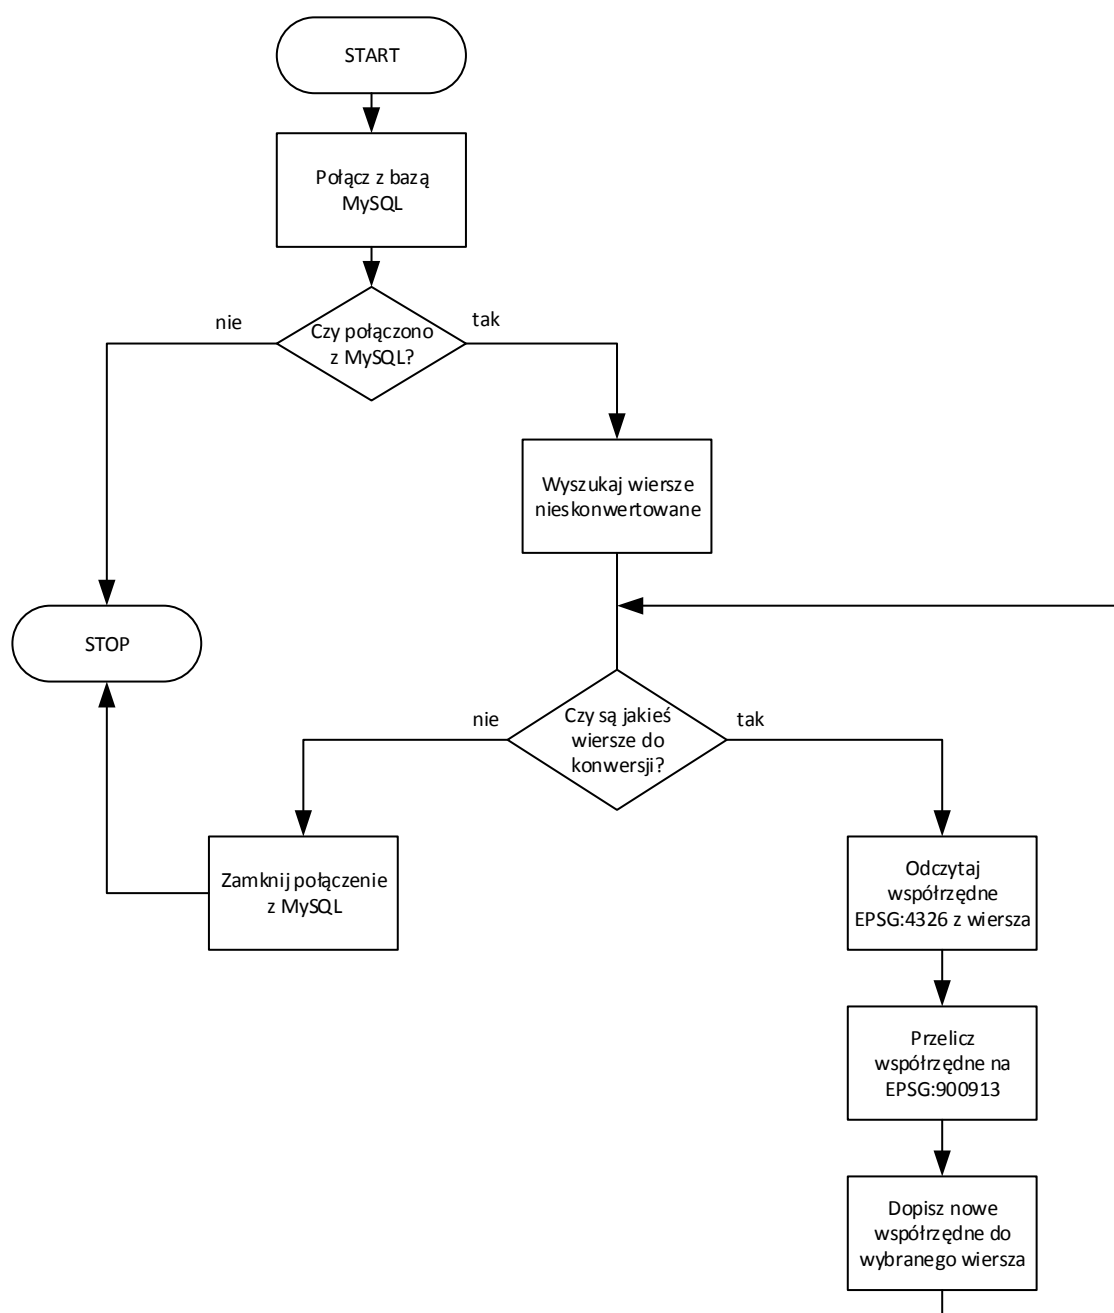 START
Połącz z bazą
MySQL
nie
Czy połączono
z MySQL?
tak
Wyszukaj wiersze
nieskonwertowane
STOP
nie
Czy są jakieś
wiersze do
konwersji?
tak
Zamknij połączenie
z MySQL
Odczytaj
współrzędne
EPSG:4326 z wiersza
Przelicz
współrzędne na
EPSG:900913
Dopisz nowe
współrzędne do
wybranego wiersza